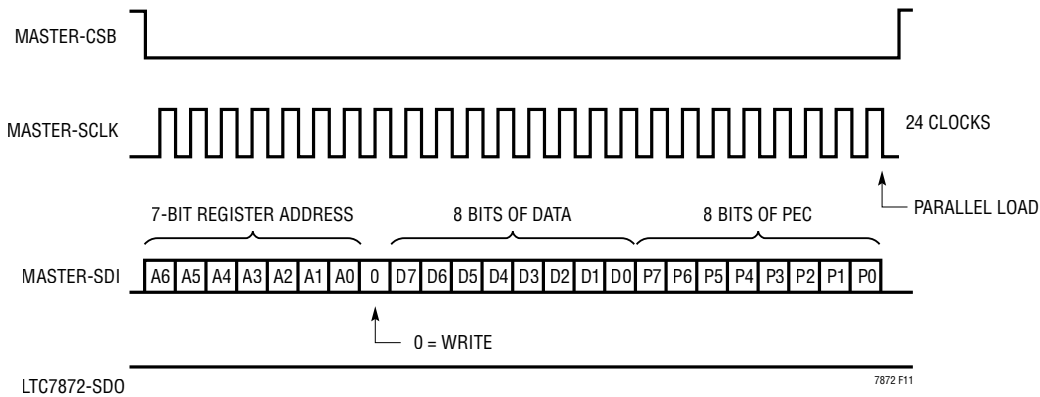 MASTER-CSB
MASTER-SCLK
24 CLOCKS
PARALLEL LOAD
7-BIT REGISTER ADDRESS 8 BITS OF DATA 8 BITS OF PEC
MASTER-SDI A6 A5 A4 A3 A2 A1 A0 0 D7 D6 D5 D4 D3 D2 D1 D0 P7 P6 P5 P4 P3 P2 P1 P0
0 = WRITE
LTC7872-SDO
7872 F11